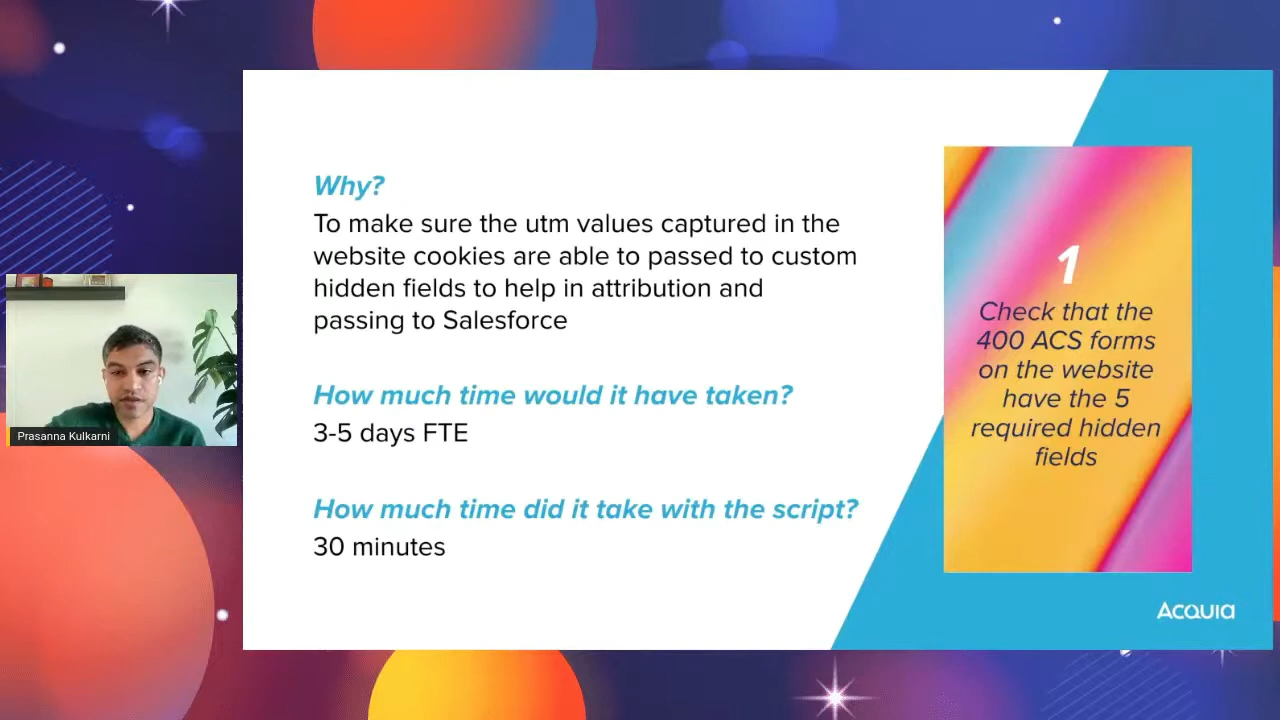 Why?
To make sure the utm values captured in the
website cookies are able to passed to custom
hidden fields to help in attribution and
passing to Salesforce
How much time would it have taken?
3-5 days FTE
How much time did it take with the script?
30 minutes
1
Check that the
400 ACS forms
on the website
have the 5
required hidden
fields
Acquia
Prasanna Kulkarni